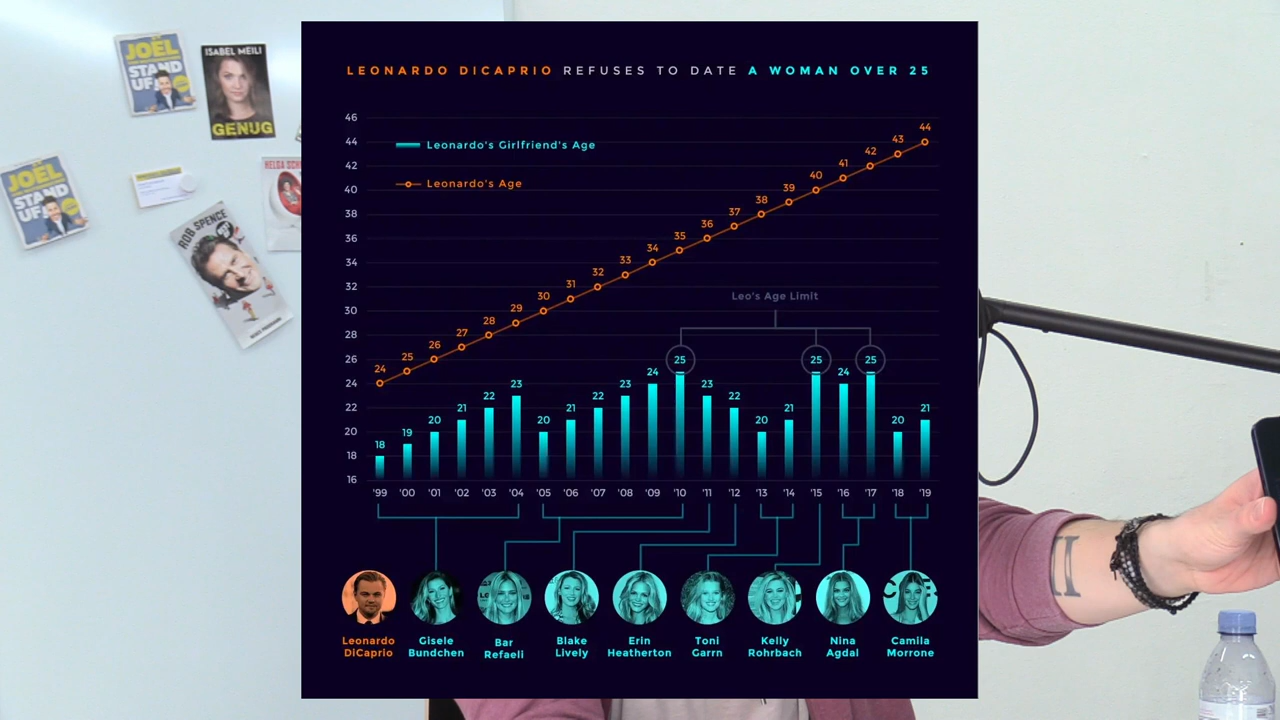 JOËL
STAND
UP!
ISABEL MEILI
GENUG
JOËL
STAND
UP!
HELGA SCH
ROB SPENCE
LEONARDO DICAPRIO REFUSES TO DATE A WOMAN OVER 25
46
44
42
40
38
36
34
32
30
28
26
24
22
20
18
16
Leonardo's Girlfriend's Age
Leonardo's Age
24 25 26 27 28 29 30 31 32 33 34 35 36 37 38 39 40 41 42 43 44
Leo's Age Limit
18 19 20 21 22 23 20 21 22 23 24 25 23 22 20 21 25 24 25 20 21
'99 '00 '01 '02 '03 '04 '05 '06 '07 '08 '09 '10 '11 '12 '13 '14 '15 '16 '17 '18 '19
Leonardo
DiCaprio
Gisele
Bundchen
Bar
Refaeli
Blake
Lively
Erin
Heatherton
Toni
Garrn
Kelly
Rohrbach
Nina
Agdal
Camila
Morrone